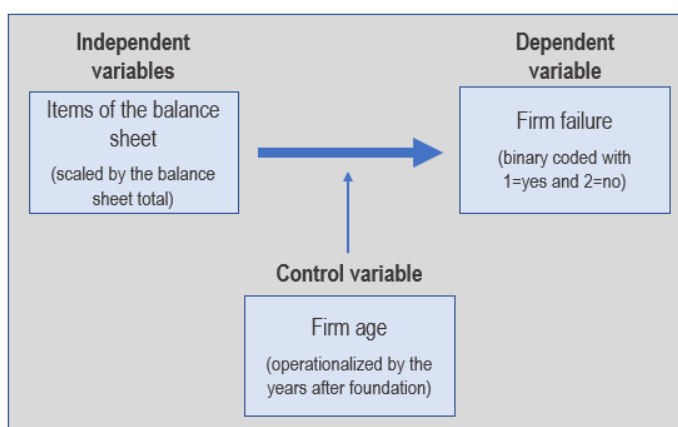 Independent
variables
Items of the balance
sheet
(scaled by the balance
sheet total)
Dependent
variable
Firm failure
(binary coded with
1=yes and 2=no)
Control variable
Firm age
(operationalized by the
years after foundation)